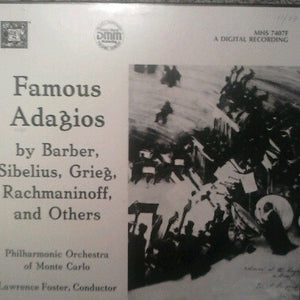 DMM
MHS 7407F
A DIGITAL RECORDING
Famous
Adagios
by Barber,
Sibelius, Grieg,
Rachmaninoff,
and Others
Philharmonic Orchestra
of Monte Carlo
Lawrence Foster, Conductor